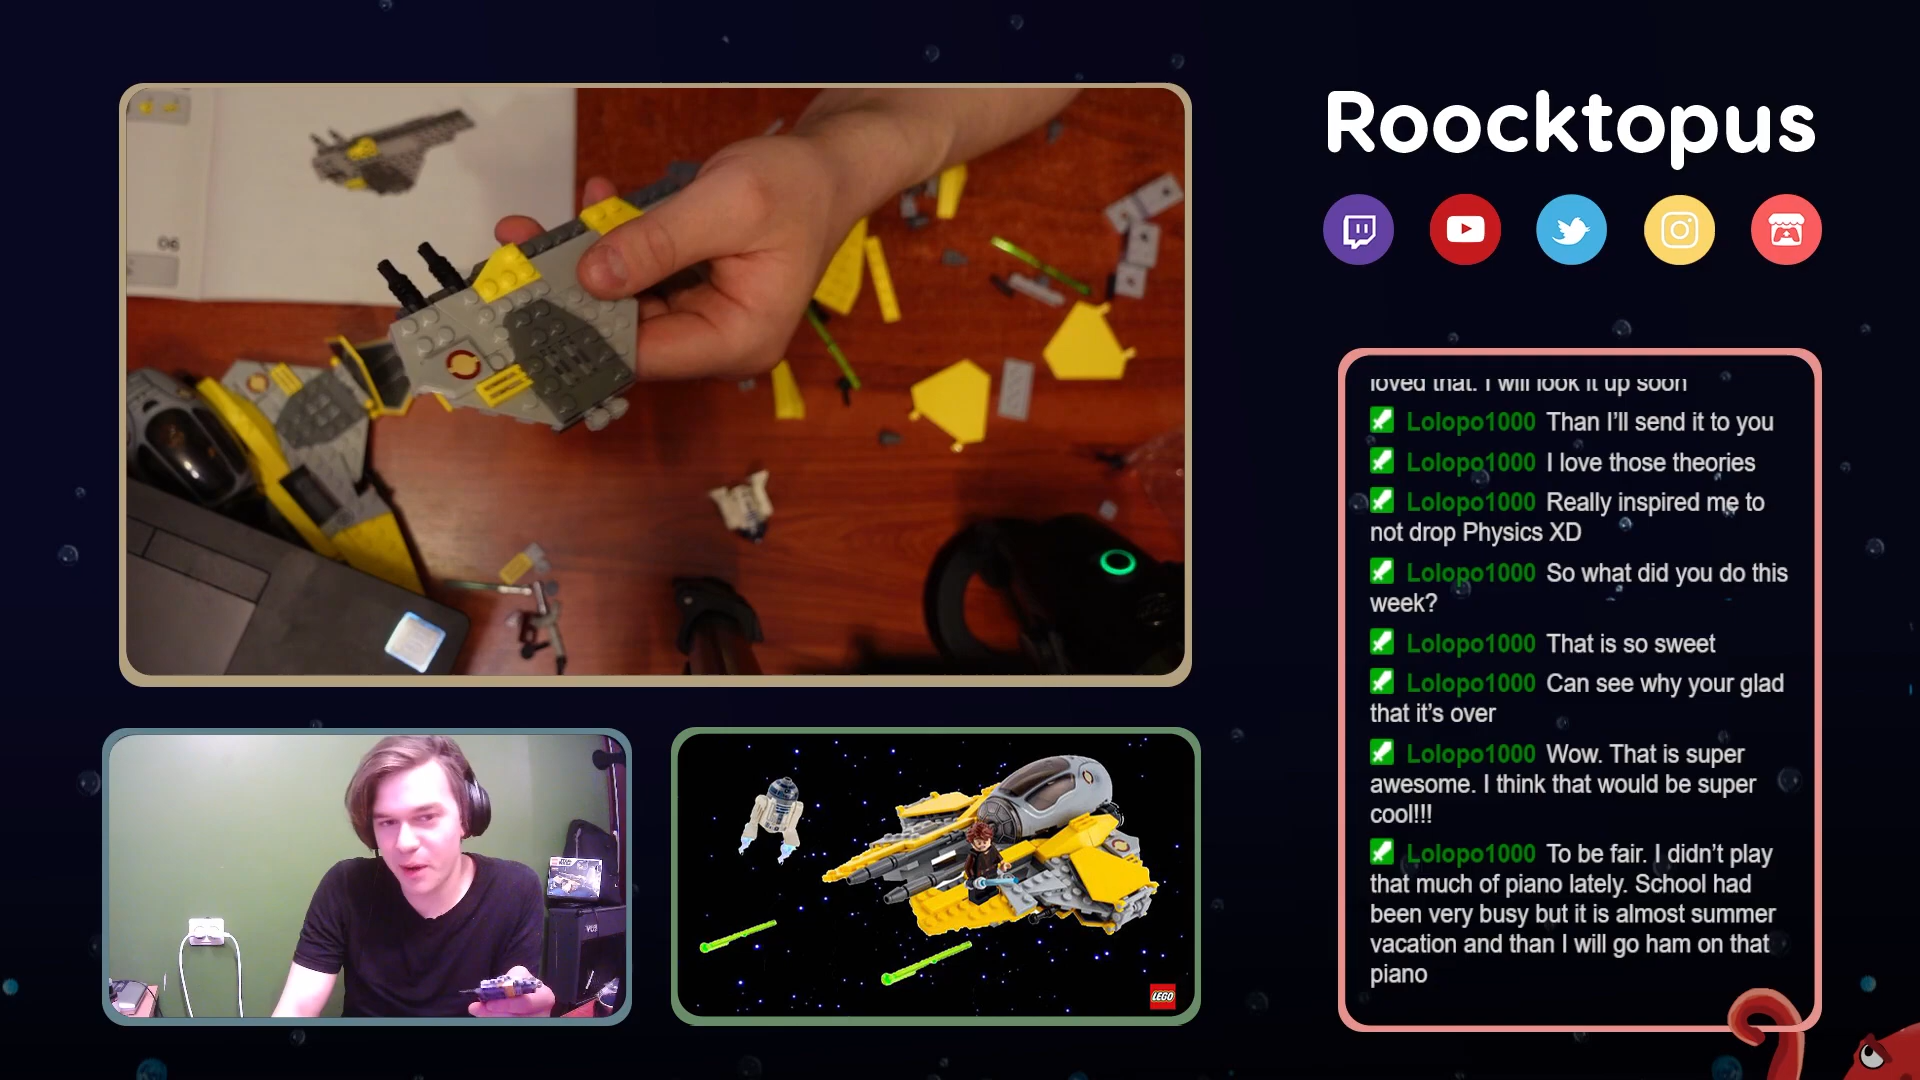 Roocktopus
loved that. I will look it up soon
Lolopo1000 Than I'll send it to you
Lolopo1000 I love those theories
Lolopo1000 Really inspired me to
not drop Physics XD
Lolopo1000 So what did you do this
week?
Lolopo1000 That is so sweet
Lolopo1000 Can see why your glad
that it's over
Lolopo1000 Wow. That is super
awesome. I think that would be super
cool!!!
Lolopo1000 To be fair. I didn't play
that much of piano lately. School had
been very busy but it is almost summer
vacation and than I will go ham on that
piano
LEGO